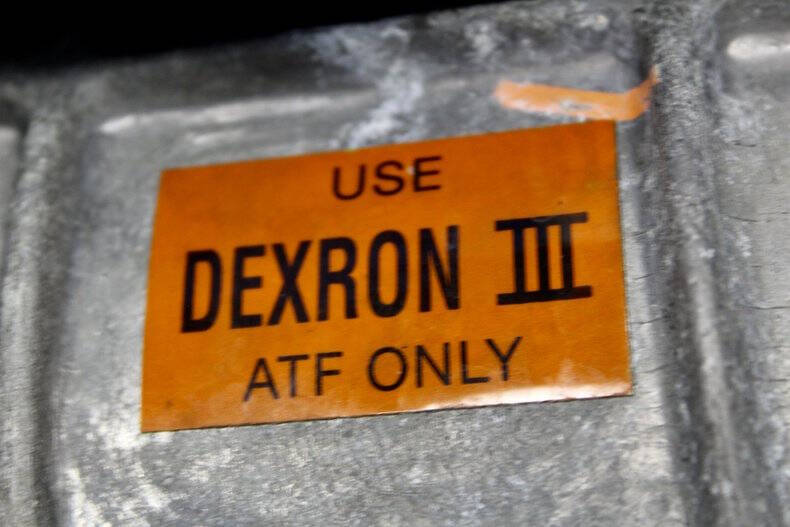 USE
DEXRON III
ATF ONLY